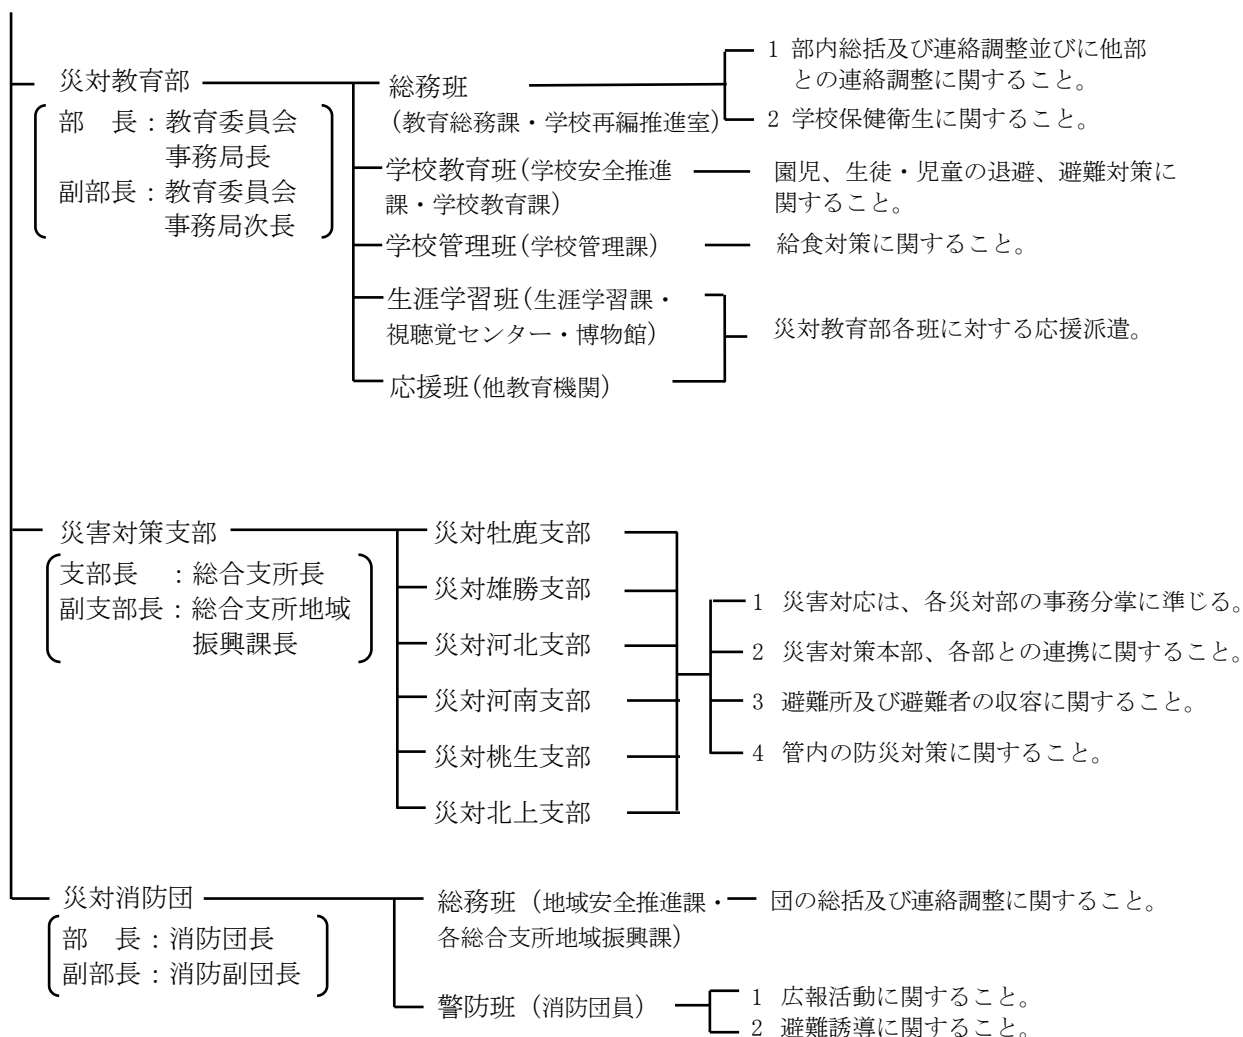 災対教育部
部　長：教育委員会
事務局長
副部長：教育委員会
事務局次長
総務班
(教育総務課・学校再編推進室)
1 部内総括及び連絡調整並びに他部
との連絡調整に関すること。
2 学校保健衛生に関すること。
学校教育班(学校安全推進
課・学校教育課)
園児、生徒・児童の退避、避難対策に
関すること。
学校管理班(学校管理課)
給食対策に関すること。
生涯学習班(生涯学習課・
視聴覚センター・博物館)
応援班(他教育機関)
災対教育部各班に対する応援派遣。
災害対策支部
支部長　：総合支所長
副支部長：総合支所地域
振興課長
災対牡鹿支部
災対雄勝支部
災対河北支部
災対河南支部
災対桃生支部
災対北上支部
1 災害対応は、各災対部の事務分掌に準じる。
2 災害対策本部、各部との連携に関すること。
3 避難所及び避難者の収容に関すること。
4 管内の防災対策に関すること。
災対消防団
部　長：消防団長
副部長：消防副団長
総務班（地域安全推進課・
各総合支所地域振興課)
団の総括及び連絡調整に関すること。
警防班（消防団員）
1 広報活動に関すること。
2 避難誘導に関すること。